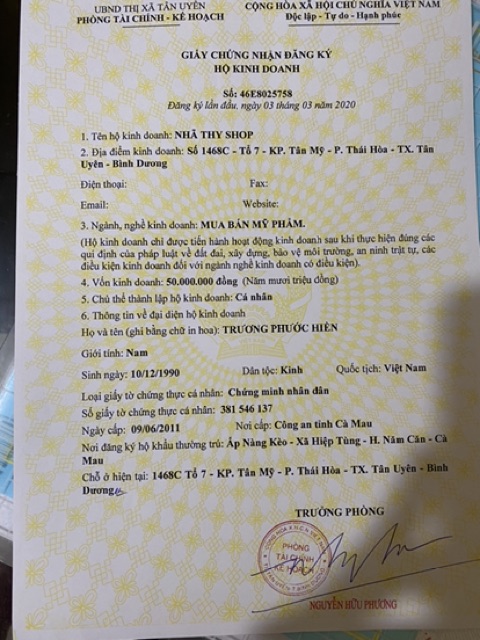 UBND THỊ XÃ TÂN UYÊN
PHÒNG TÀI CHÍNH - KẾ HOẠCH
CỘNG HÒA XÃ HỘI CHỦ NGHĨA VIỆT NAM
Độc lập - Tự do - Hạnh phúc
GIẤY CHỨNG NHẬN ĐĂNG KÝ
HỘ KINH DOANH
Số: 46E8025758
Đăng ký lần đầu, ngày 03 tháng 03 năm 2020
1. Tên hộ kinh doanh: NHÃ THY SHOP
2. Địa điểm kinh doanh: Số 1468C - Tổ 7 - KP. Tân Mỹ - P. Thái Hòa - TX. Tân
Uyên - Bình Dương
Điện thoại: Fax:
Email: Website:
3. Ngành, nghề kinh doanh: MUA BÁN MỸ PHẨM.
(Hộ kinh doanh chỉ được tiến hành hoạt động kinh doanh sau khi thực hiện đúng các
qui định của pháp luật về đất đai, xây dựng, bảo vệ môi trường, an ninh trật tự, các
điều kiện kinh doanh đối với ngành nghề kinh doanh có điều kiện).
4. Vốn kinh doanh: 50.000.000 đồng (Năm mươi triệu đồng)
5. Chủ thể thành lập hộ kinh doanh: Cá nhân
6. Thông tin về đại diện hộ kinh doanh
Họ và tên (ghi bằng chữ in hoa): TRƯƠNG PHƯỚC HIÊN
Giới tính: Nam
Sinh ngày: 10/12/1990 Dân tộc: Kinh Quốc tịch: Việt Nam
Loại giấy tờ chứng thực cá nhân: Chứng minh nhân dân
Số giấy tờ chứng thực cá nhân: 381 546 137
Ngày cấp: 09/06/2011 Nơi cấp: Công an tỉnh Cà Mau
Nơi đăng ký hộ khẩu thường trú: Ấp Nàng Kèo - Xã Hiệp Tùng - H. Năm Căn - Cà
Mau
Chỗ ở hiện tại: 1468C Tổ 7 - KP. Tân Mỹ - P. Thái Hòa - TX. Tân Uyên - Bình
Dương
TRƯỞNG PHÒNG
PHÒNG
TÀI CHÍNH
KẾ HOẠCH
NGUYỄN HỮU PHƯƠNG